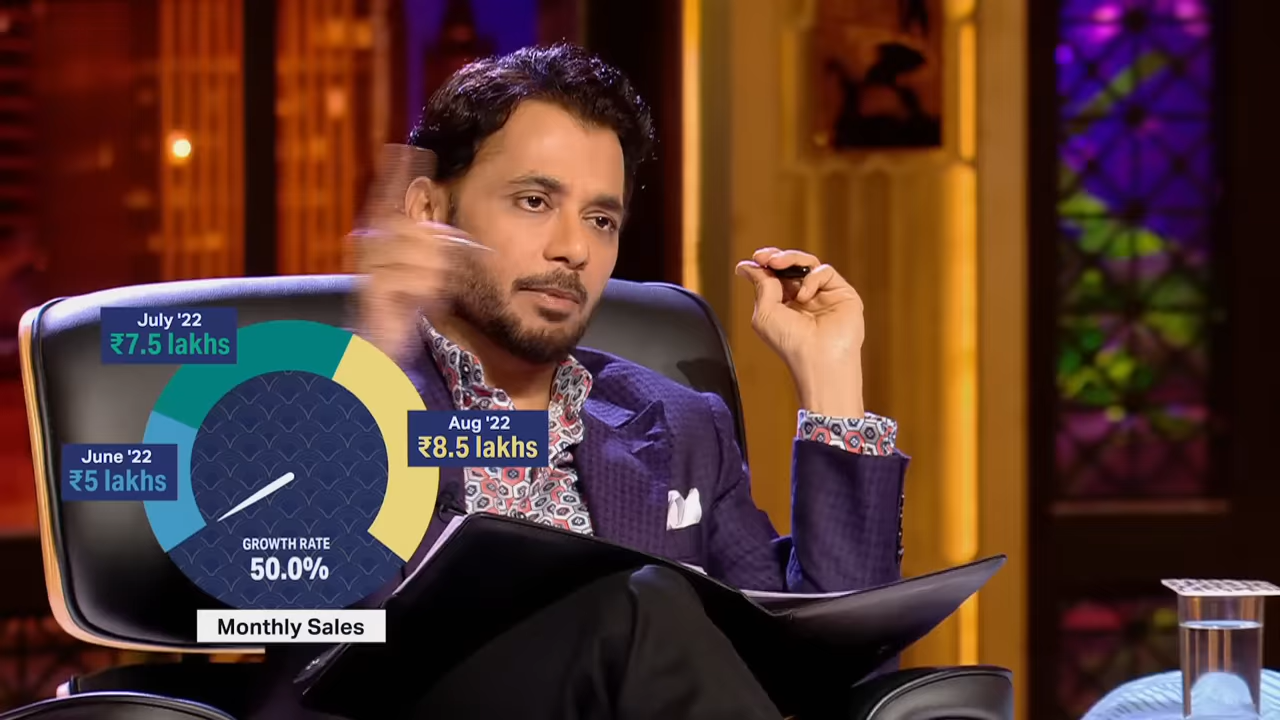 July '22
₹7.5 lakhs
Aug '22
₹8.5 lakhs
June '22
₹5 lakhs
GROWTH RATE
50.0%
Monthly Sales